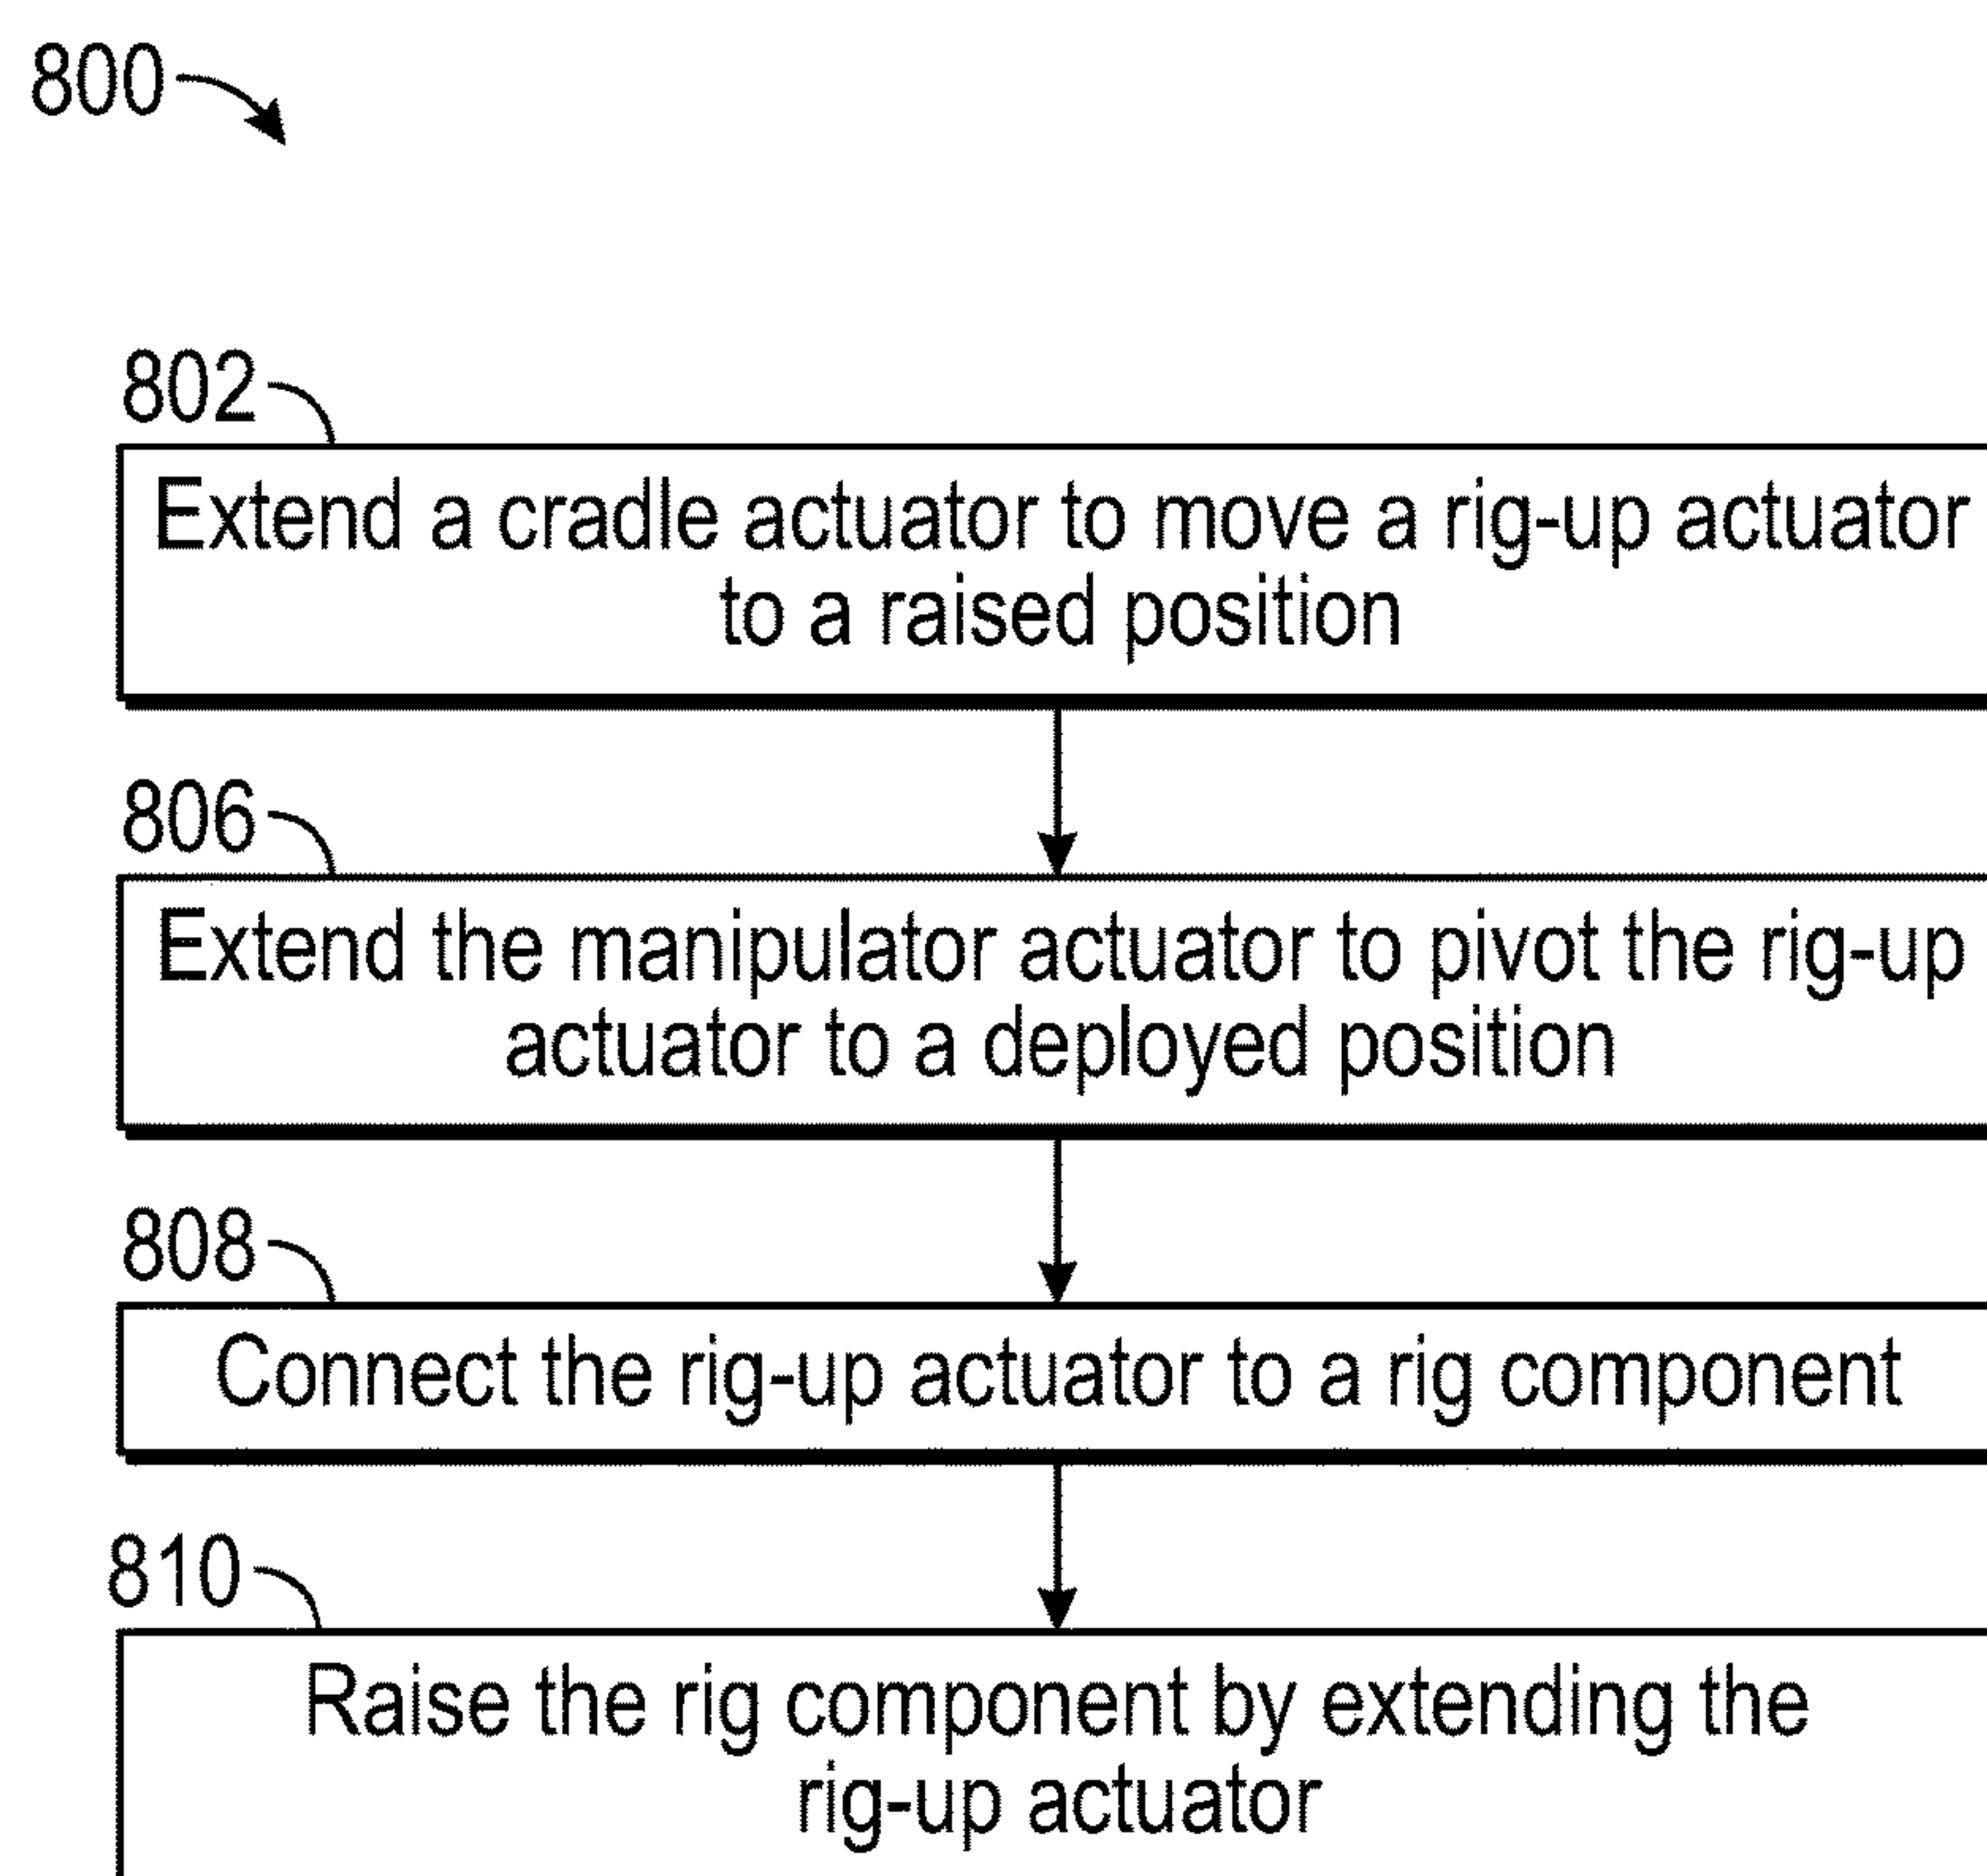 800
802
Extend a cradle actuator to move a rig-up actuator
to a raised position
806
Extend the manipulator actuator to pivot the rig-up
actuator to a deployed position
808
Connect the rig-up actuator to a rig component
810
Raise the rig component by extending the
rig-up actuator